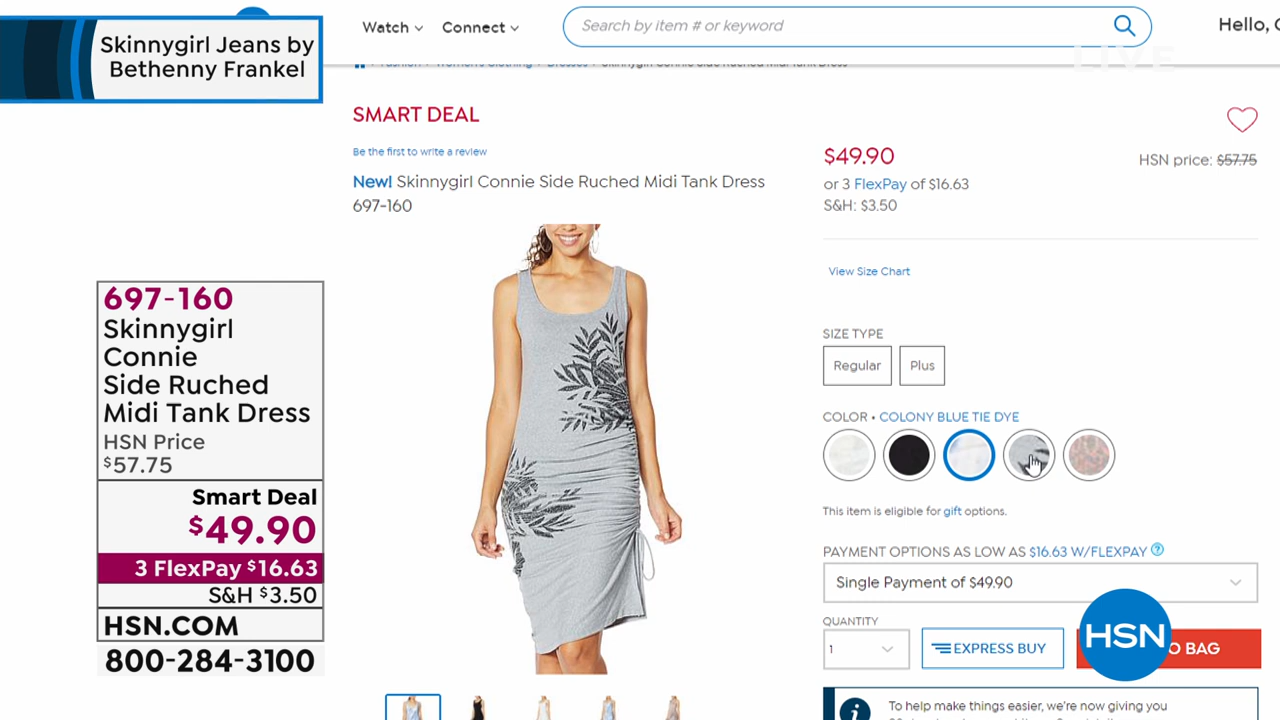 Skinnygirl Jeans by
Bethenny Frankel
Watch
Connect
Search by item # or keyword
Hello,
LIVE
SMART DEAL
Be the first to write a review
New! Skinnygirl Connie Side Ruched Midi Tank Dress
697-160
$49.90
HSN price: $57.75
or 3 FlexPay of $16.63
S&H: $3.50
View Size Chart
SIZE TYPE
Regular
Plus
COLOR • COLONY BLUE TIE DYE
This item is eligible for gift options.
PAYMENT OPTIONS AS LOW AS $16.63 W/FLEXPAY ?
Single Payment of $49.90
QUANTITY
1
EXPRESS BUY
HSN
O BAG
i
To help make things easier, we're now giving you
697-160
Skinnygirl
Connie
Side Ruched
Midi Tank Dress
HSN Price
$57.75
Smart Deal
$49.90
3 FlexPay $16.63
S&H $3.50
HSN.COM
800-284-3100